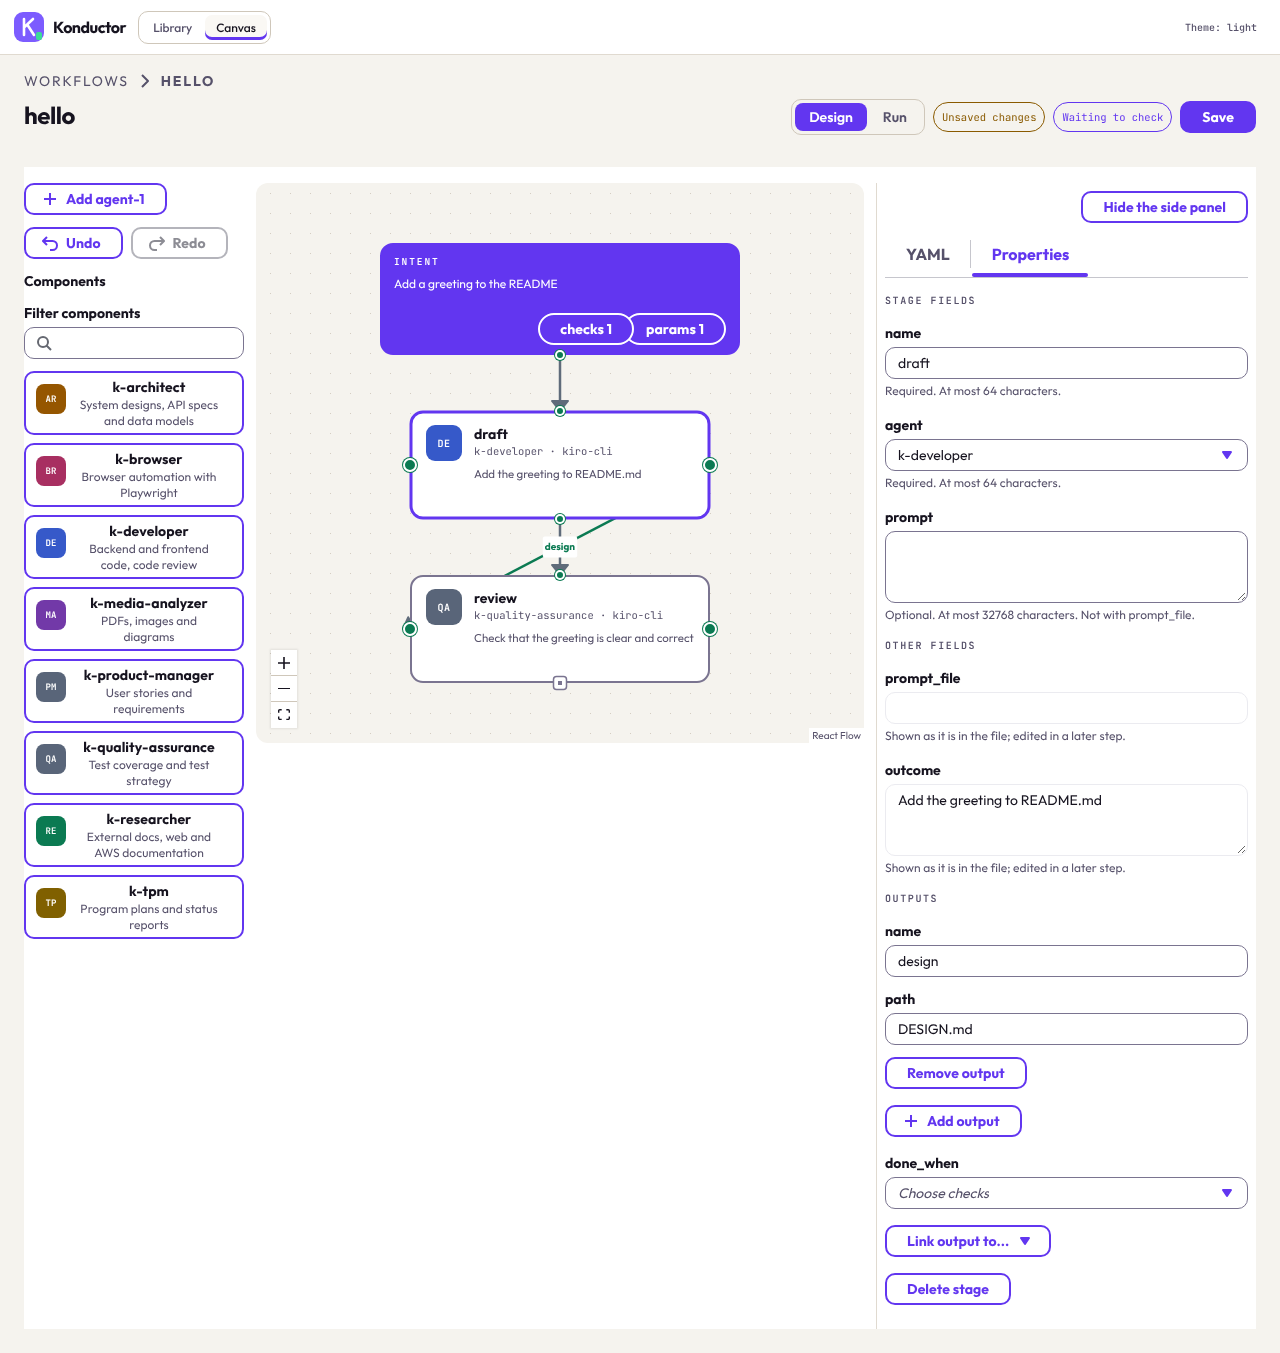 Konductor
Library
Canvas
Theme: light
WORKFLOWS
HELLO
hello
Design
Run
Unsaved changes
Waiting to check
Save
Add agent-1
Undo
Redo
Components
Filter components
AR
k-architect
System designs, API specs
and data models
BR
k-browser
Browser automation with
Playwright
DE
k-developer
Backend and frontend
code, code review
MA
k-media-analyzer
PDFs, images and
diagrams
PM
k-product-manager
User stories and
requirements
QA
k-quality-assurance
Test coverage and test
strategy
RE
k-researcher
External docs, web and
AWS documentation
TP
k-tpm
Program plans and status
reports
INTENT
Add a greeting to the README
checks 1
params 1
DE
draft
k-developer · kiro-cli
Add the greeting to README.md
design
QA
review
k-quality-assurance · kiro-cli
Check that the greeting is clear and correct
React Flow
Hide the side panel
YAML
Properties
STAGE FIELDS
name
draft
Required. At most 64 characters.
agent
k-developer
Required. At most 64 characters.
prompt
Optional. At most 32768 characters. Not with prompt_file.
OTHER FIELDS
prompt_file
Shown as it is in the file; edited in a later step.
outcome
Add the greeting to README.md
Shown as it is in the file; edited in a later step.
OUTPUTS
name
design
path
DESIGN.md
Remove output
Add output
done_when
Choose checks
Link output to...
Delete stage